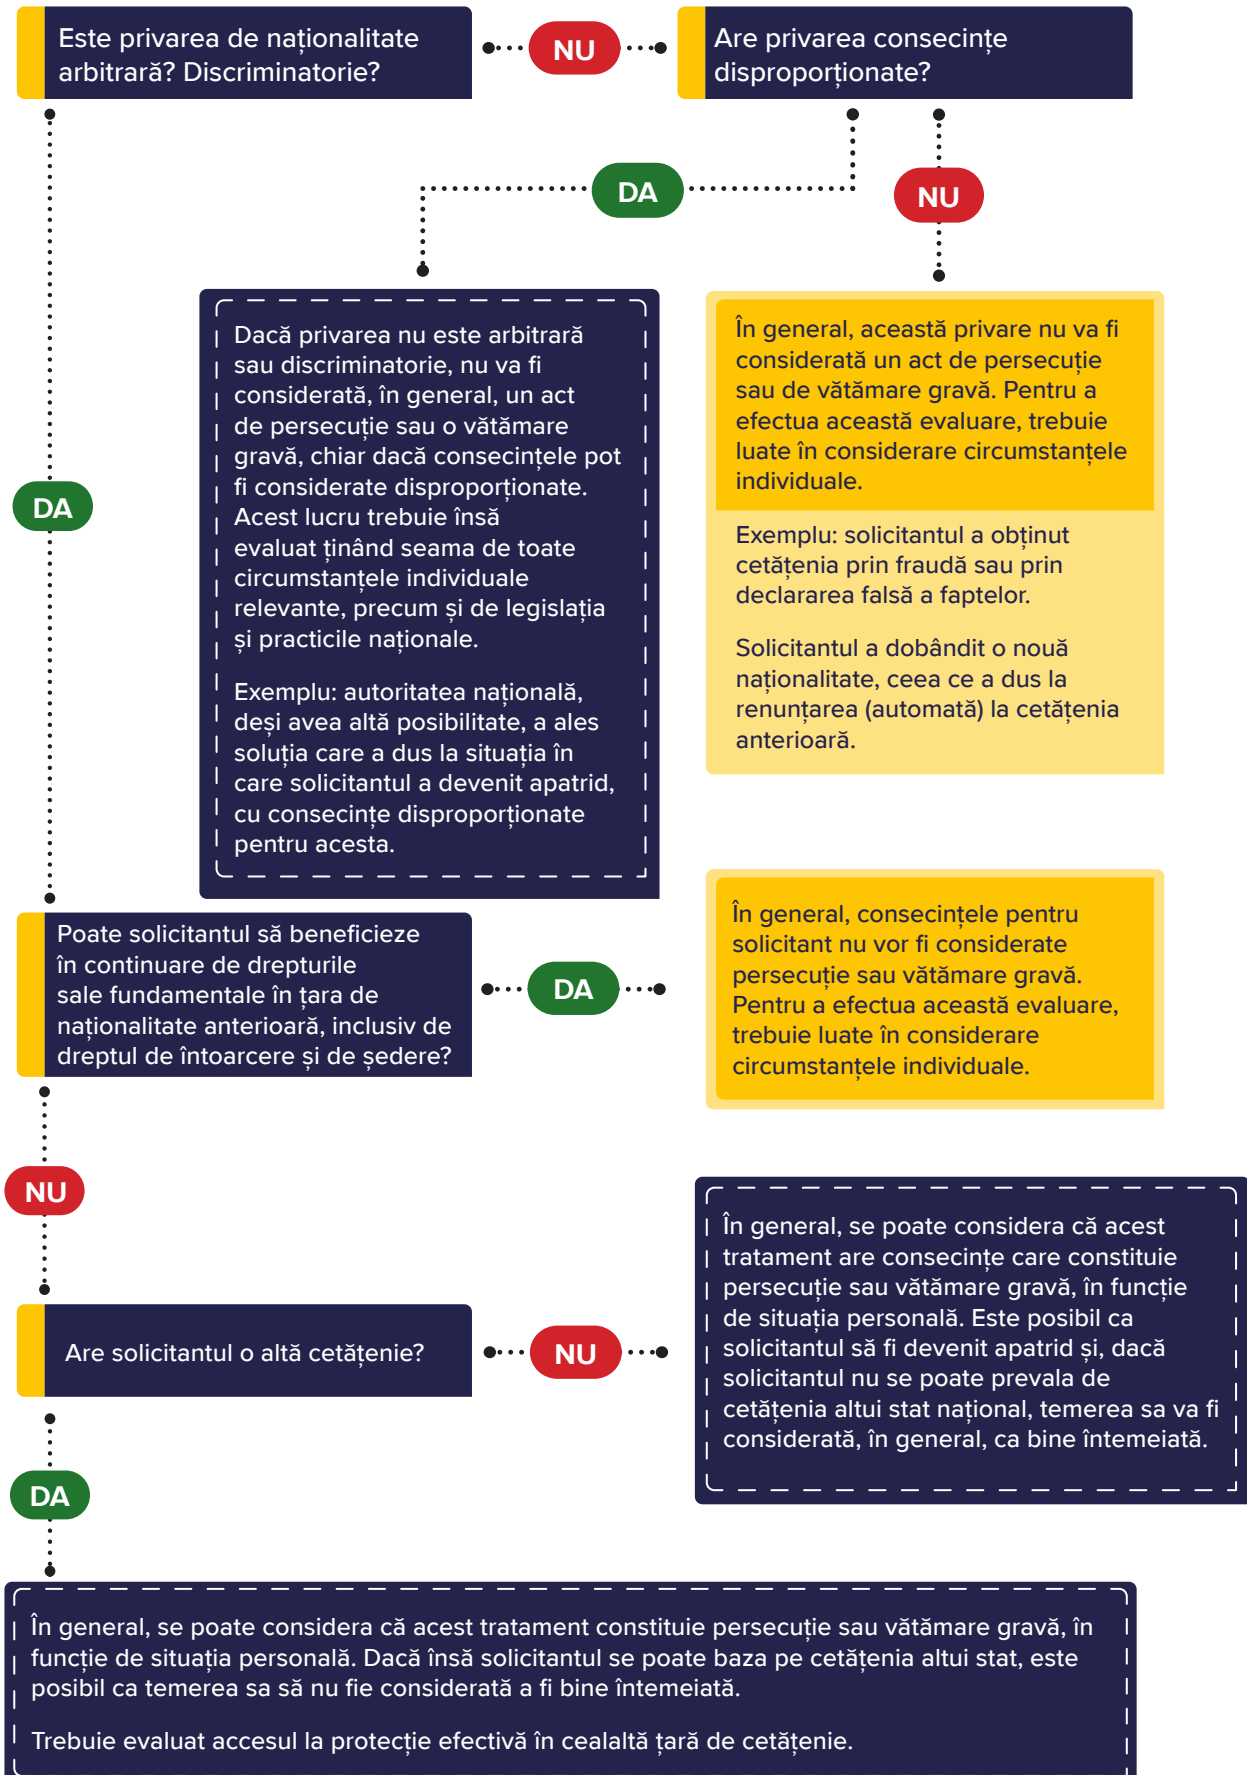 Este privarea de naționalitate
arbitrară? Discriminatorie?
NU
Are privarea consecințe
disproporționate?
DA
NU
Dacă privarea nu este arbitrară
sau discriminatorie, nu va fi
considerată, în general, un act
de persecuție sau o vătămare
gravă, chiar dacă consecințele pot
fi considerate disproporționate.
Acest lucru trebuie însă
evaluat ținând seama de toate
circumstanțele individuale
relevante, precum și de legislația
și practicile naționale.
Exemplu: autoritatea națională,
deși avea altă posibilitate, a ales
soluția care a dus la situația în
care solicitantul a devenit apatrid,
cu consecințe disproporționate
pentru acesta.
În general, această privare nu va fi
considerată un act de persecuție
sau de vătămare gravă. Pentru a
efectua această evaluare, trebuie
luate în considerare circumstanțele
individuale.
Exemplu: solicitantul a obținut
cetățenia prin fraudă sau prin
declararea falsă a faptelor.
Solicitantul a dobândit o nouă
naționalitate, ceea ce a dus la
renunțarea (automată) la cetățenia
anterioară.
DA
Poate solicitantul să beneficieze
în continuare de drepturile
sale fundamentale în țara de
naționalitate anterioară, inclusiv de
dreptul de întoarcere și de ședere?
DA
În general, consecințele pentru
solicitant nu vor fi considerate
persecuție sau vătămare gravă.
Pentru a efectua această evaluare,
trebuie luate în considerare
circumstanțele individuale.
NU
Are solicitantul o altă cetățenie?
NU
În general, se poate considera că acest
tratament are consecințe care constituie
persecuție sau vătămare gravă, în funcție
de situația personală. Este posibil ca
solicitantul să fi devenit apatrid și, dacă
solicitantul nu se poate prevala de
cetățenia altui stat național, temerea sa va fi
considerată, în general, ca bine întemeiată.
DA
În general, se poate considera că acest tratament constituie persecuție sau vătămare gravă, în
funcție de situația personală. Dacă însă solicitantul se poate baza pe cetățenia altui stat, este
posibil ca temerea sa să nu fie considerată a fi bine întemeiată.
Trebuie evaluat accesul la protecție efectivă în cealaltă țară de cetățenie.